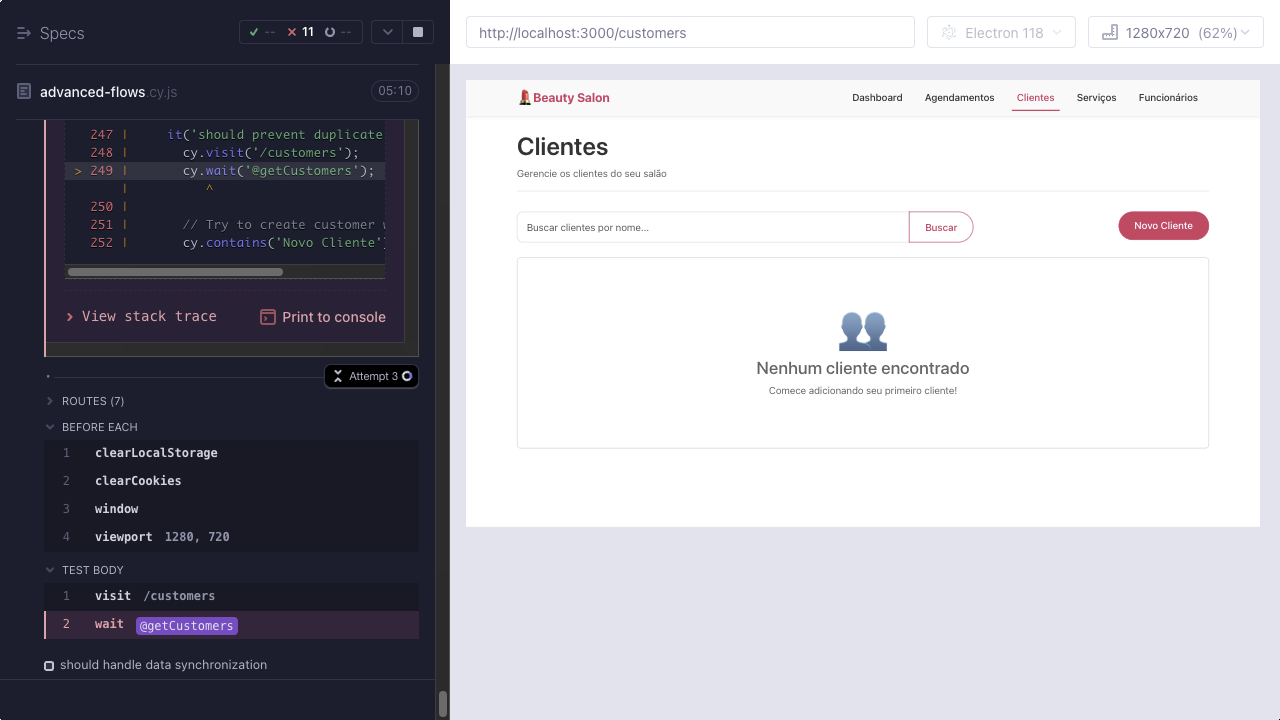 Specs
-- 11 --
advanced-flows.cy.js
05:10
247 | it('should prevent duplicate
248 | cy.visit('/customers');
> 249 | cy.wait('@getCustomers');
| ^
250 |
251 | // Try to create customer w
252 | cy.contains('Novo Cliente')
View stack trace
Print to console
Attempt 3
ROUTES (7)
BEFORE EACH
1 clearLocalStorage
2 clearCookies
3 window
4 viewport 1280, 720
TEST BODY
1 visit /customers
2 wait @getCustomers
should handle data synchronization
http://localhost:3000/customers
Electron 118
1280x720 (62%)
Beauty Salon
Dashboard
Agendamentos
Clientes
Serviços
Funcionários
Clientes
Gerencie os clientes do seu salão
Buscar clientes por nome...
Buscar
Novo Cliente
Nenhum cliente encontrado
Comece adicionando seu primeiro cliente!